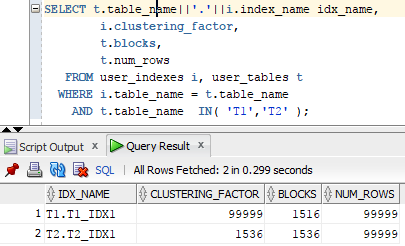 SELECT t.table_name||'.'||i.index_name idx_name,
i.clustering_factor,
t.blocks,
t.num_rows
FROM user_indexes i, user_tables t
WHERE i.table_name = t.table_name
AND t.table_name IN( 'T1','T2' );
Script Output x Query Result x
SQL | All Rows Fetched: 2 in 0.299 seconds
IDX_NAME CLUSTERING_FACTOR BLOCKS NUM_ROWS
1 T1.T1_IDX1 99999 1516 99999
2 T2.T2_IDX1 1536 1536 99999